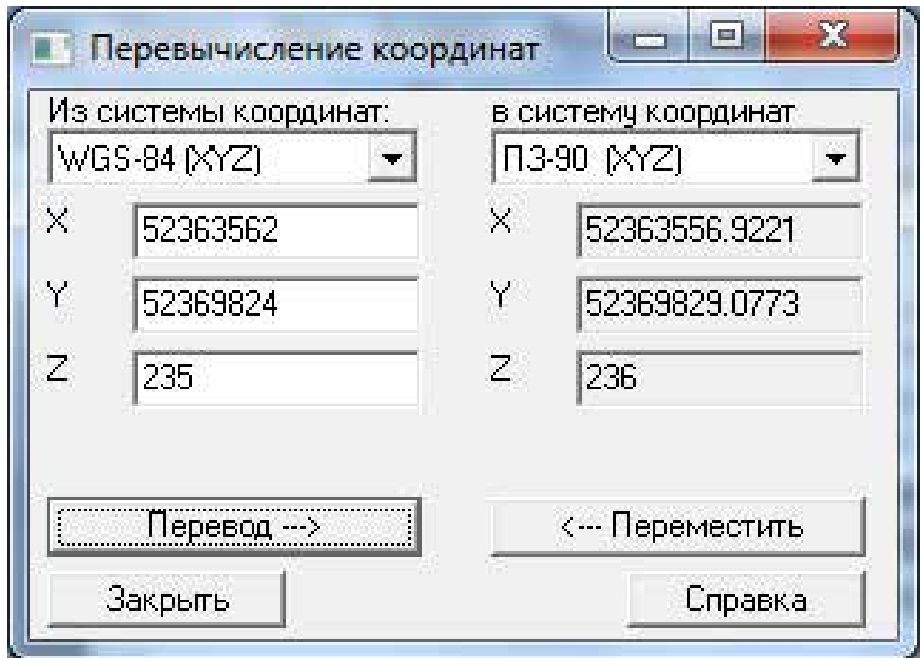 Перевычисление координат
Из системы координат:
в систему координат
WGS-84 (XYZ)
ПЗ-90 (XYZ)
X 52363562
X 52363556.9221
Y 52369824
Y 52369829.0773
Z 235
Z 236
Перевод --->
<--- Переместить
Закрыть
Справка